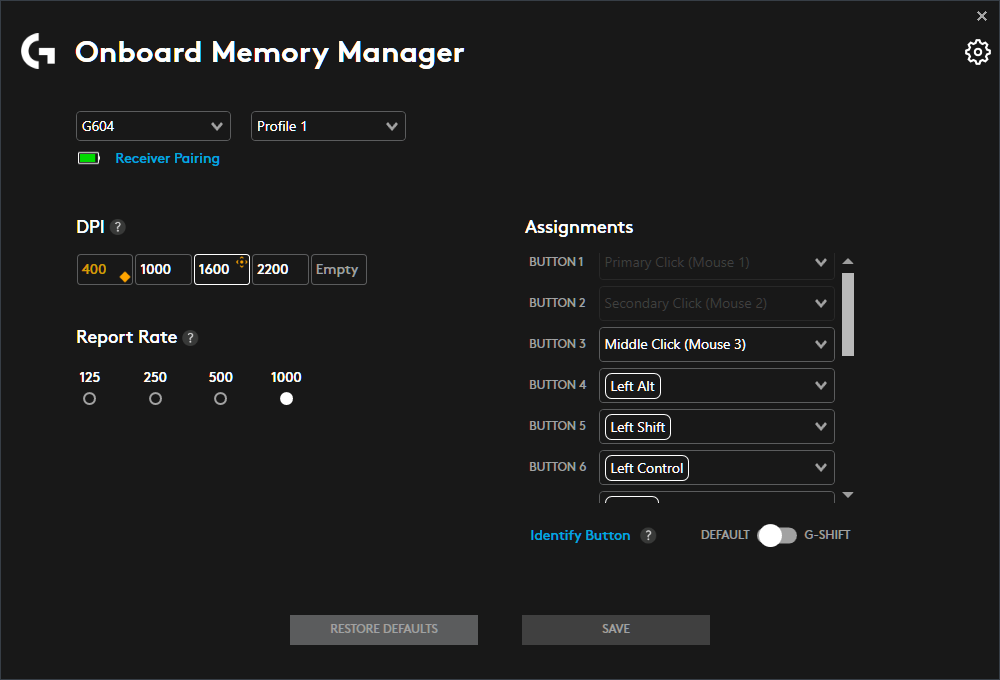 Onboard Memory Manager
G604
Profile 1
Receiver Pairing
DPI ?
400 1000 1600 2200 Empty
Report Rate ?
125 250 500 1000
Assignments
BUTTON 1 Primary Click (Mouse 1)
BUTTON 2 Secondary Click (Mouse 2)
BUTTON 3 Middle Click (Mouse 3)
BUTTON 4 Left Alt
BUTTON 5 Left Shift
BUTTON 6 Left Control
Identify Button ?
DEFAULT G-SHIFT
RESTORE DEFAULTS
SAVE